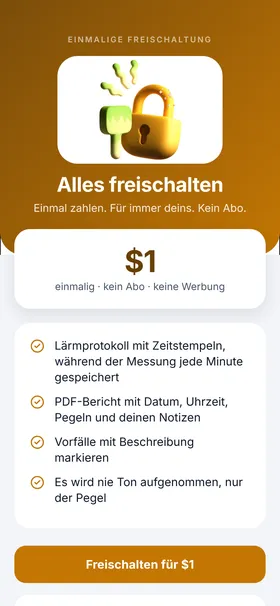 EINMALIGE FREISCHALTUNG
Alles freischalten
Einmal zahlen. Für immer deins. Kein Abo.
$1
einmalig · kein Abo · keine Werbung
Lärmprotokoll mit Zeitstempeln,
während der Messung jede Minute
gespeichert
PDF-Bericht mit Datum, Uhrzeit,
Pegeln und deinen Notizen
Vorfälle mit Beschreibung
markieren
Es wird nie Ton aufgenommen, nur
der Pegel
Freischalten für $1